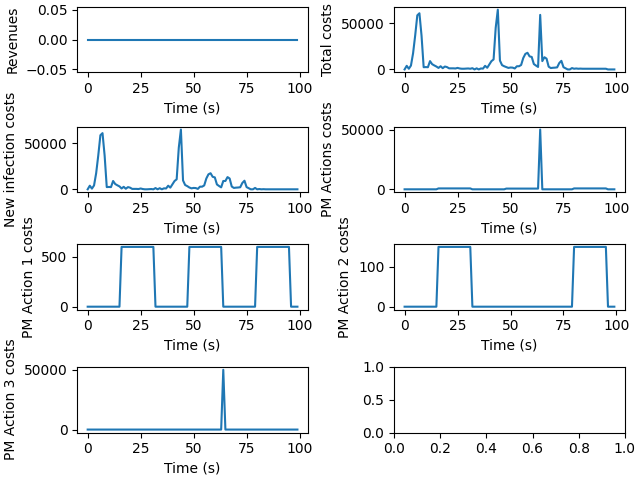 Revenues
0.05
0.00
−0.05
0 25 50 75 100
Time (s)
Total costs
50000
0
0 25 50 75 100
Time (s)
New infection costs
50000
0
0 25 50 75 100
Time (s)
PM Actions costs
50000
0
0 25 50 75 100
Time (s)
PM Action 1 costs
500
0
0 25 50 75 100
Time (s)
PM Action 2 costs
100
0
0 25 50 75 100
Time (s)
PM Action 3 costs
50000
0
0 25 50 75 100
Time (s)
1.0
0.5
0.0
0.0 0.2 0.4 0.6 0.8 1.0